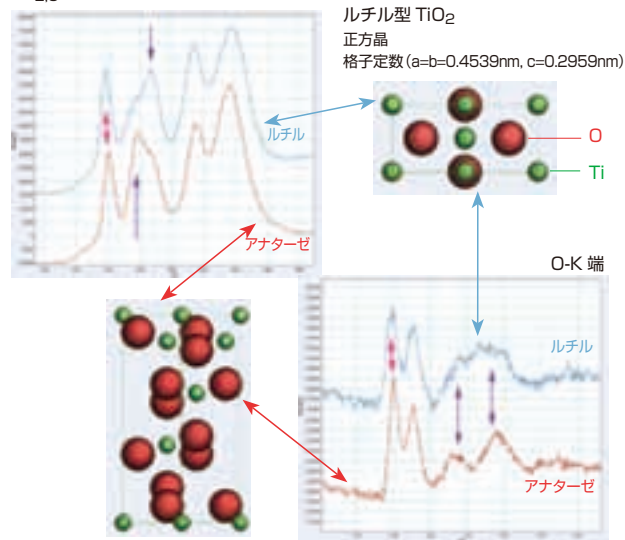 ルチル型 TiO2
正方晶
格子定数(a=b=0.4539nm, c=0.2959nm)
ルチル
O
Ti
アナターゼ
O-K 端
ルチル
アナターゼ